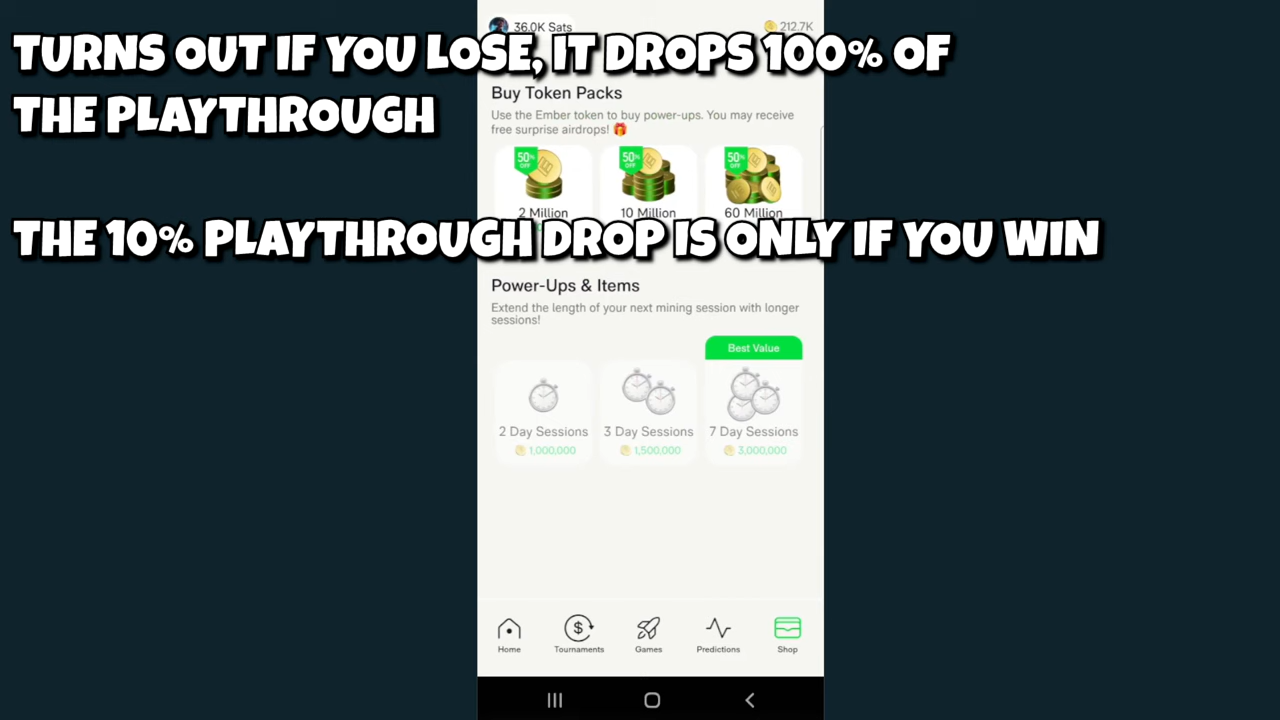 36.0K Sats
212.7K
TURNS OUT IF YOU LOSE, IT DROPS 100% OF
THE PLAYTHROUGH
Buy Token Packs
Use the Ember token to buy power-ups. You may receive
free surprise airdrops!
50% OFF
50% OFF
50% OFF
2 Million
10 Million
60 Million
THE 10% PLAYTHROUGH DROP IS ONLY IF YOU WIN
Power-Ups & Items
Extend the length of your next mining session with longer
sessions!
Best Value
2 Day Sessions
3 Day Sessions
7 Day Sessions
1,000,000
1,500,000
3,000,000
Home
Tournaments
Games
Predictions
Shop